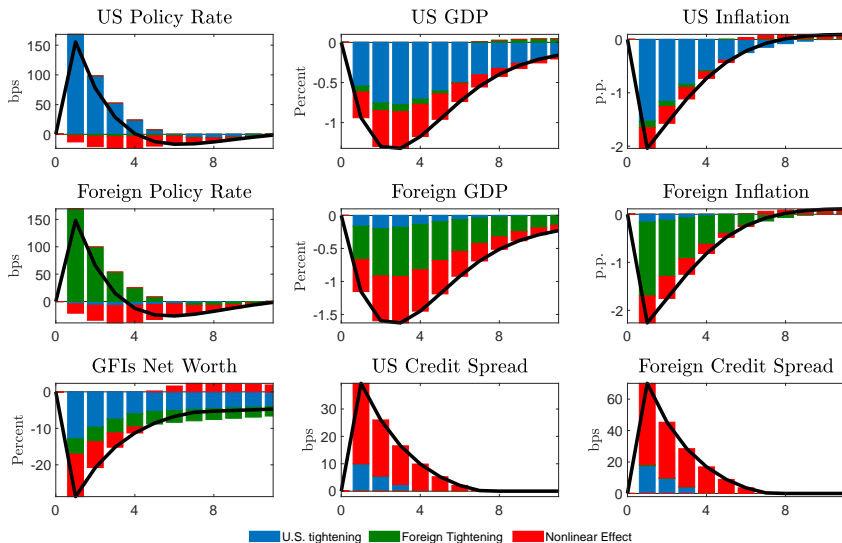 US Policy Rate
bps
150
100
50
0
0 4 8
US GDP
Percent
0
-0.5
-1
0 4 8
US Inflation
p.p.
0
-1
-2
0 4 8
Foreign Policy Rate
bps
150
100
50
0
0 4 8
Foreign GDP
Percent
0
-0.5
-1
-1.5
0 4 8
Foreign Inflation
p.p.
0
-1
-2
0 4 8
GFIs Net Worth
Percent
0
-10
-20
0 4 8
US Credit Spread
bps
30
20
10
0
0 4 8
Foreign Credit Spread
bps
60
40
20
0
0 4 8
U.S. tightening Foreign Tightening Nonlinear Effect